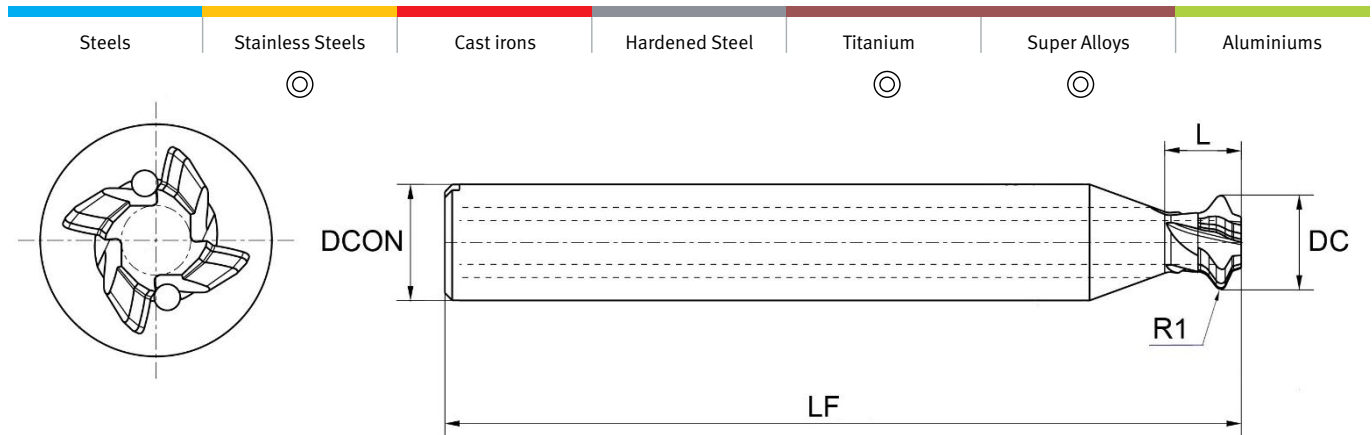 Steels Stainless Steels Cast irons Hardened Steel Titanium Super Alloys Aluminiums
L
DCON
DC
R1
LF